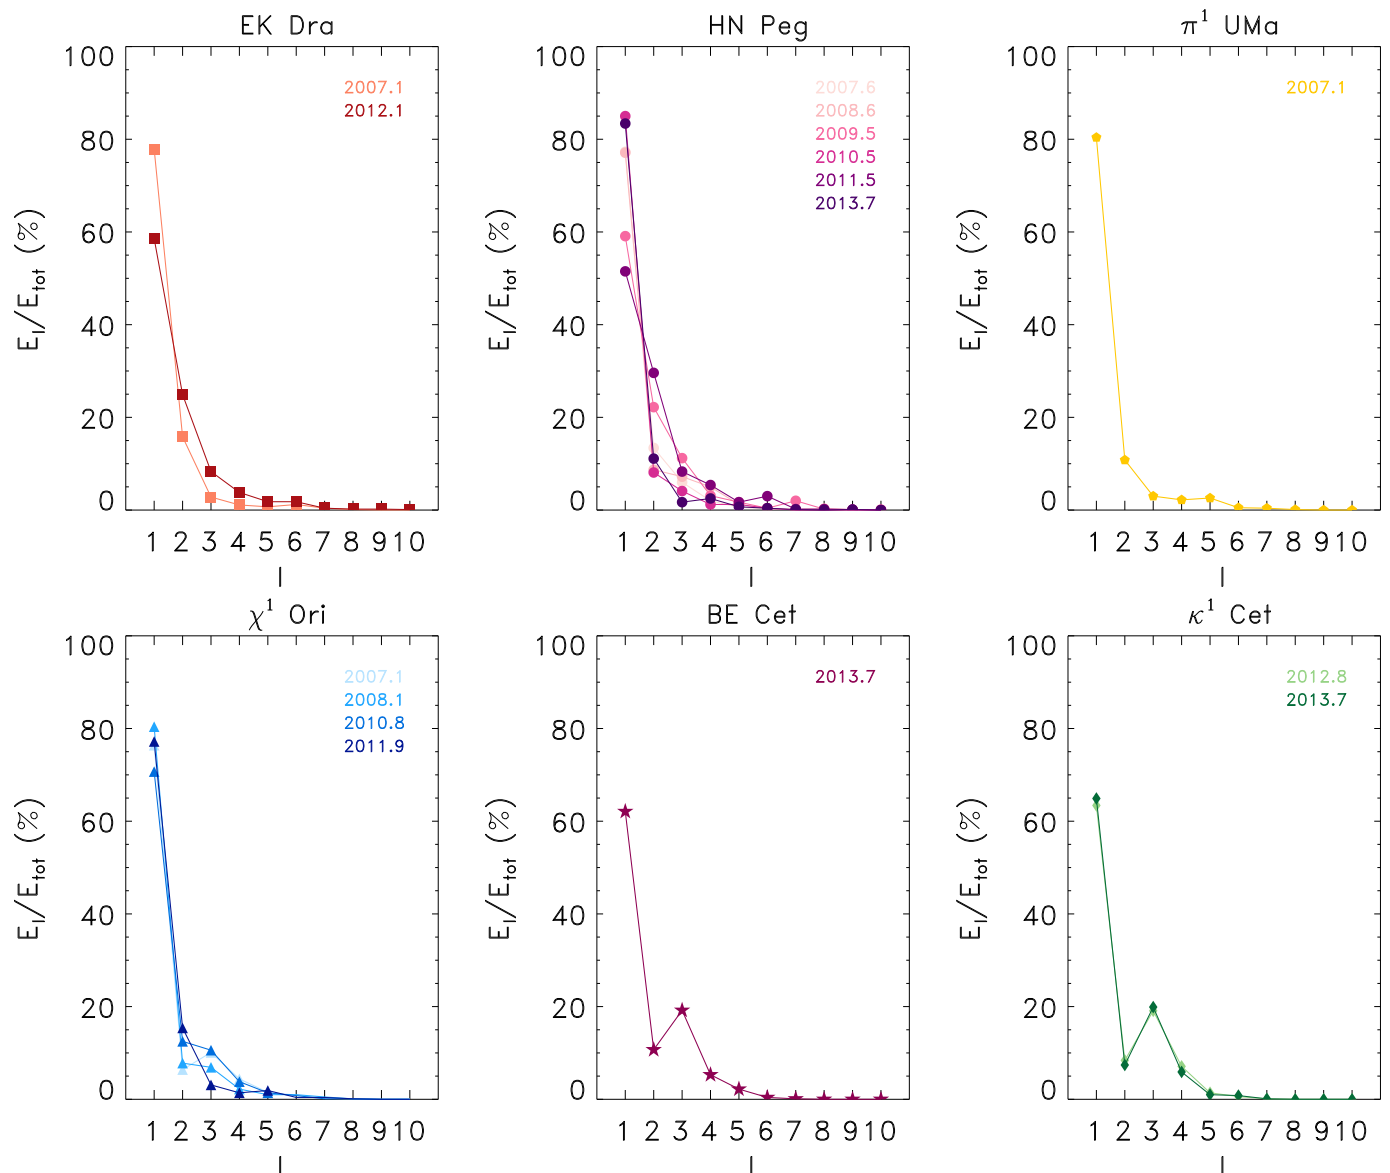 EK Dra
HN Peg
π¹ UMa
100
80
60
40
20
0
E_l/E_tot (%)
2007.1
2012.1
1 2 3 4 5 6 7 8 9 10
l
100
80
60
40
20
0
E_l/E_tot (%)
2007.6
2008.6
2009.5
2010.5
2011.5
2013.7
1 2 3 4 5 6 7 8 9 10
l
100
80
60
40
20
0
E_l/E_tot (%)
2007.1
1 2 3 4 5 6 7 8 9 10
l
χ¹ Ori
BE Cet
κ¹ Cet
100
80
60
40
20
0
E_l/E_tot (%)
2007.1
2008.1
2010.8
2011.9
1 2 3 4 5 6 7 8 9 10
l
100
80
60
40
20
0
E_l/E_tot (%)
2013.7
1 2 3 4 5 6 7 8 9 10
l
100
80
60
40
20
0
E_l/E_tot (%)
2012.8
2013.7
1 2 3 4 5 6 7 8 9 10
l